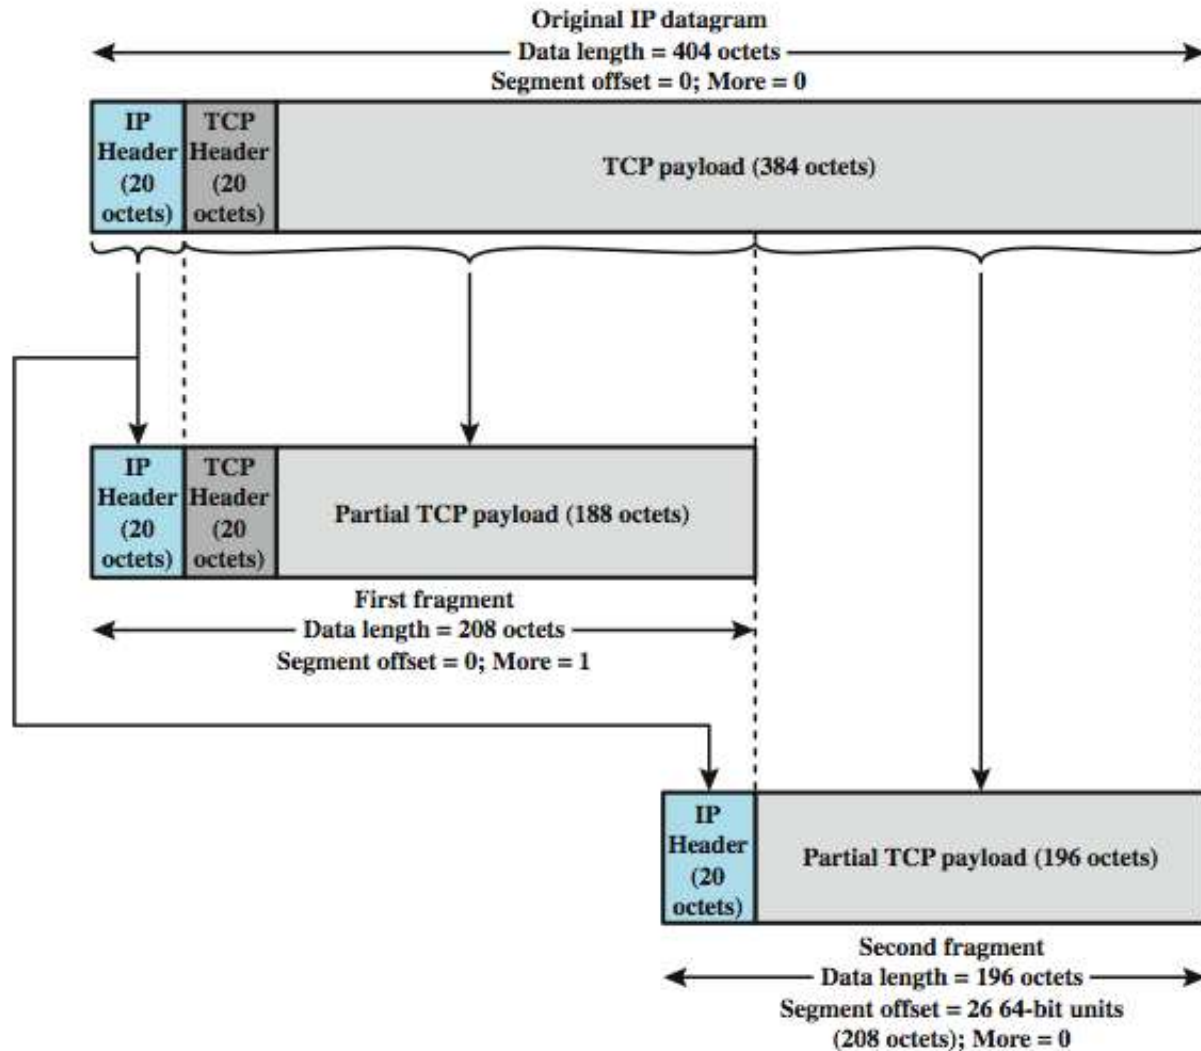 Original IP datagram
Data length = 404 octets
Segment offset = 0; More = 0
IP
Header
(20
octets)
TCP
Header
(20
octets)
TCP payload (384 octets)
IP
Header
(20
octets)
TCP
Header
(20
octets)
Partial TCP payload (188 octets)
First fragment
Data length = 208 octets
Segment offset = 0; More = 1
IP
Header
(20
octets)
Partial TCP payload (196 octets)
Second fragment
Data length = 196 octets
Segment offset = 26 64-bit units
(208 octets); More = 0